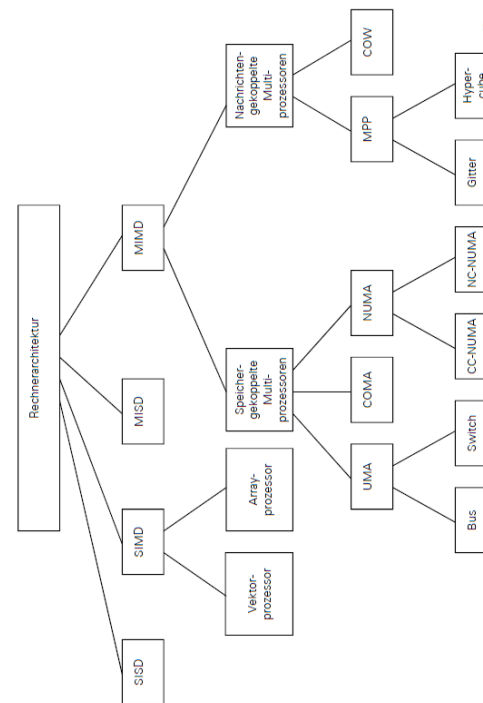 Rechnerarchitektur
SISD
SIMD
MISD
MIMD
Vektor-
prozessor
Array-
prozessor
Speicher-
gekoppelte
Multi-
prozessoren
Nachrichten-
gekoppelte
Multi-
prozessoren
UMA
COMA
NUMA
MPP
COW
Bus
Switch
CC-NUMA
NC-NUMA
Gitter
Hyper-
cube